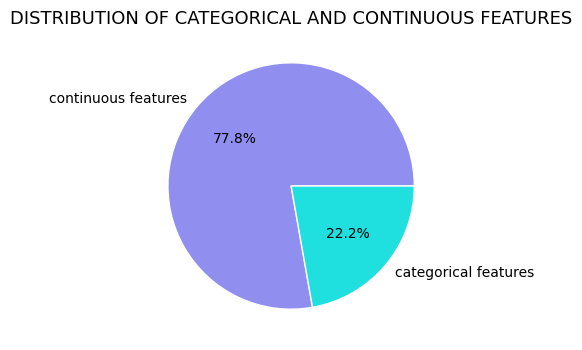 DISTRIBUTION OF CATEGORICAL AND CONTINUOUS FEATURES
continuous features
77.8%
22.2%
categorical features